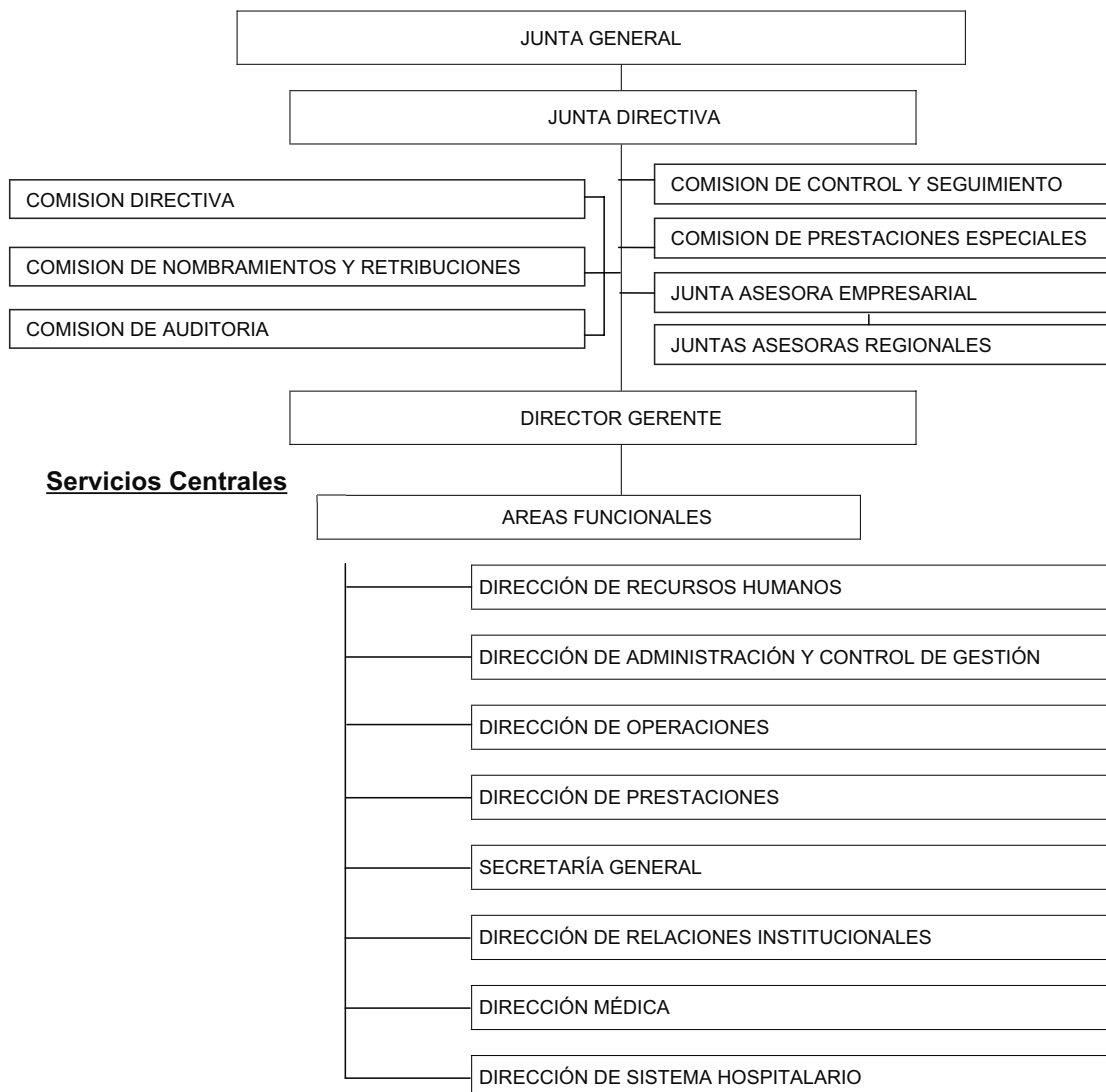 JUNTA GENERAL
JUNTA DIRECTIVA
COMISION DIRECTIVA
COMISION DE NOMBRAMIENTOS Y RETRIBUCIONES
COMISION DE AUDITORIA
COMISION DE CONTROL Y SEGUIMIENTO
COMISION DE PRESTACIONES ESPECIALES
JUNTA ASESORA EMPRESARIAL
JUNTAS ASESORAS REGIONALES
DIRECTOR GERENTE
Servicios Centrales
AREAS FUNCIONALES
DIRECCIÓN DE RECURSOS HUMANOS
DIRECCIÓN DE ADMINISTRACIÓN Y CONTROL DE GESTIÓN
DIRECCIÓN DE OPERACIONES
DIRECCIÓN DE PRESTACIONES
SECRETARÍA GENERAL
DIRECCIÓN DE RELACIONES INSTITUCIONALES
DIRECCIÓN MÉDICA
DIRECCIÓN DE SISTEMA HOSPITALARIO